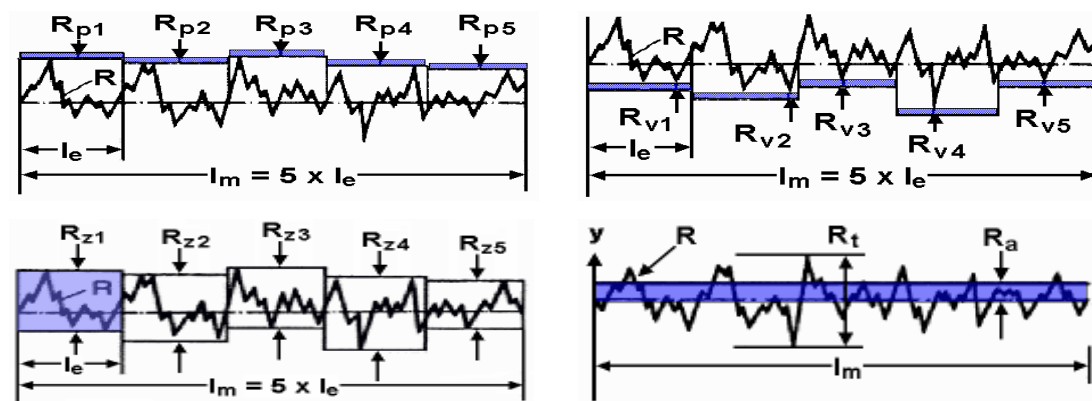 Rp1 Rp2 Rp3 Rp4 Rp5
R
le
lm = 5 x le
R
Rv1 Rv2 Rv3 Rv4 Rv5
le
lm = 5 x le
Rz1 Rz2 Rz3 Rz4 Rz5
R
le
lm = 5 x le
y R Rt Ra
lm